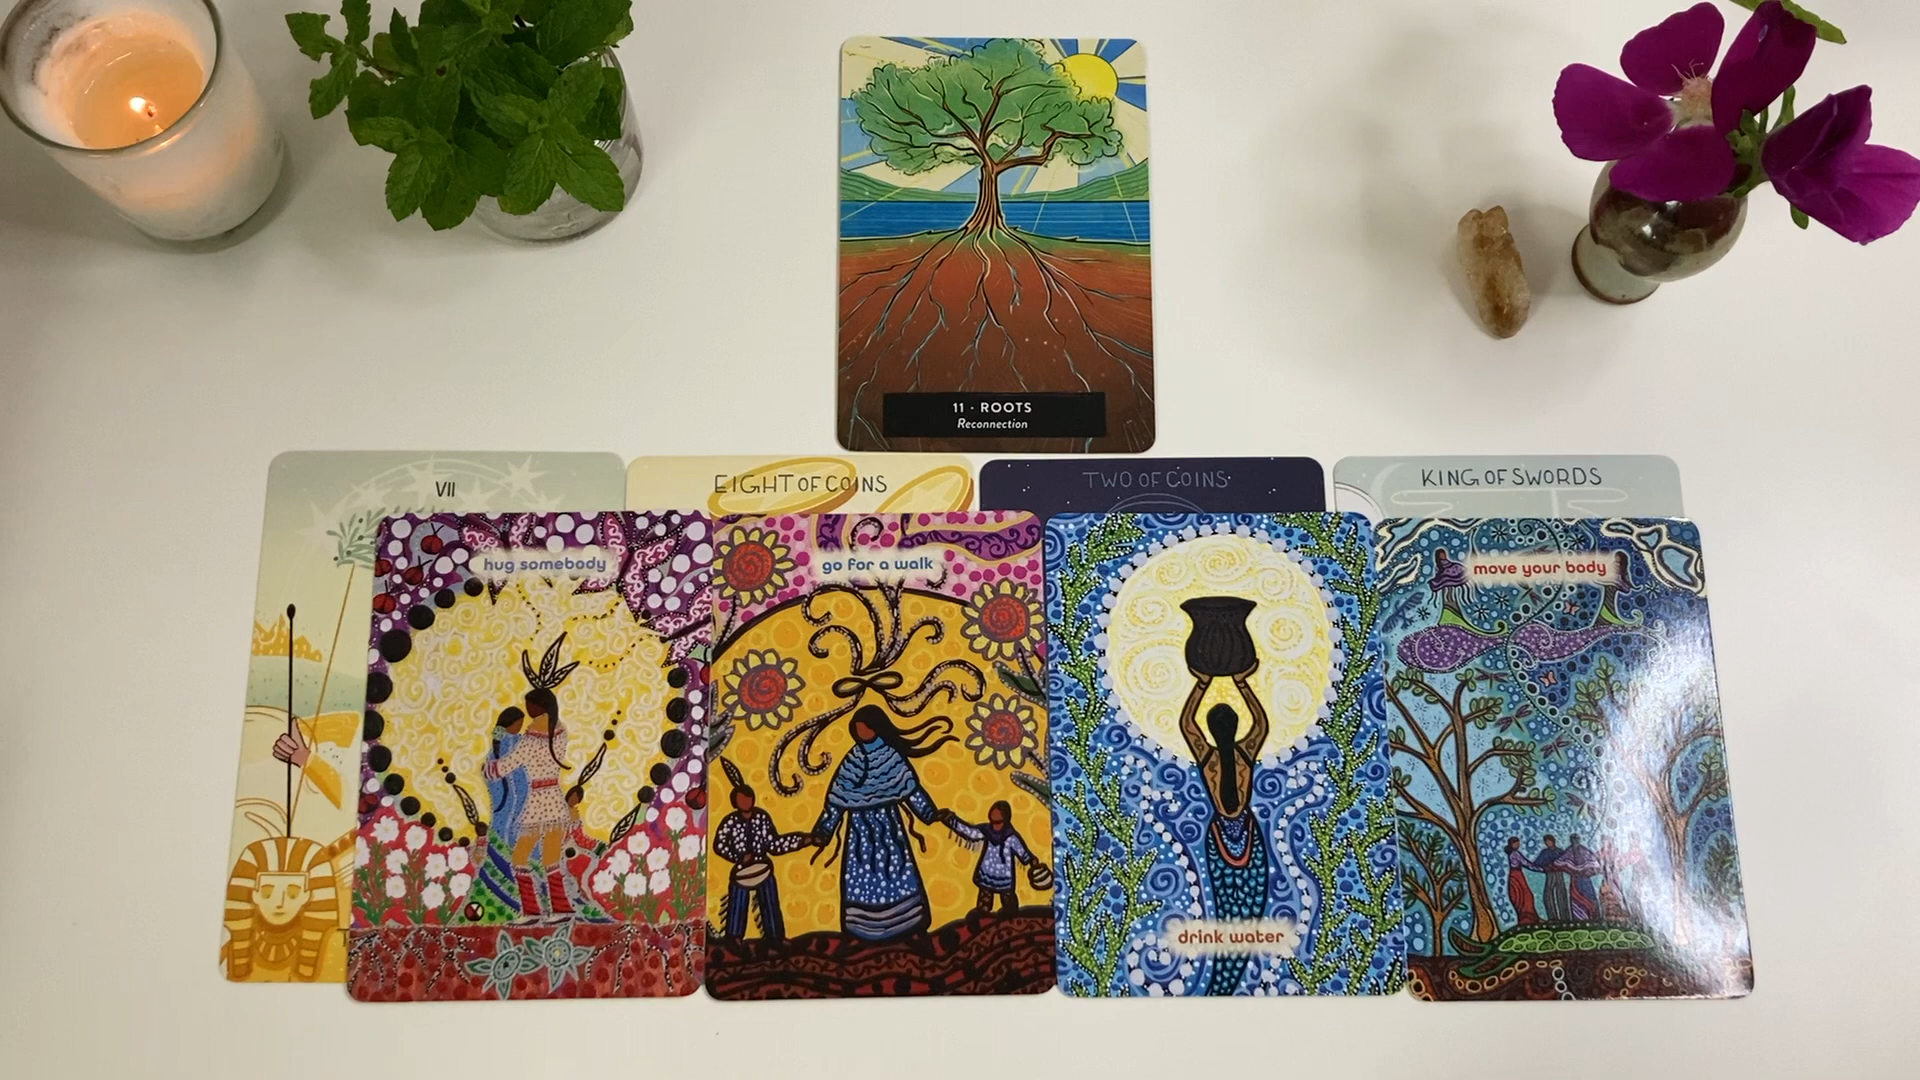 11 · ROOTS
Reconnection
VII
EIGHT OF COINS
TWO OF COINS
KING OF SWORDS
hug somebody
go for a walk
drink water
move your body